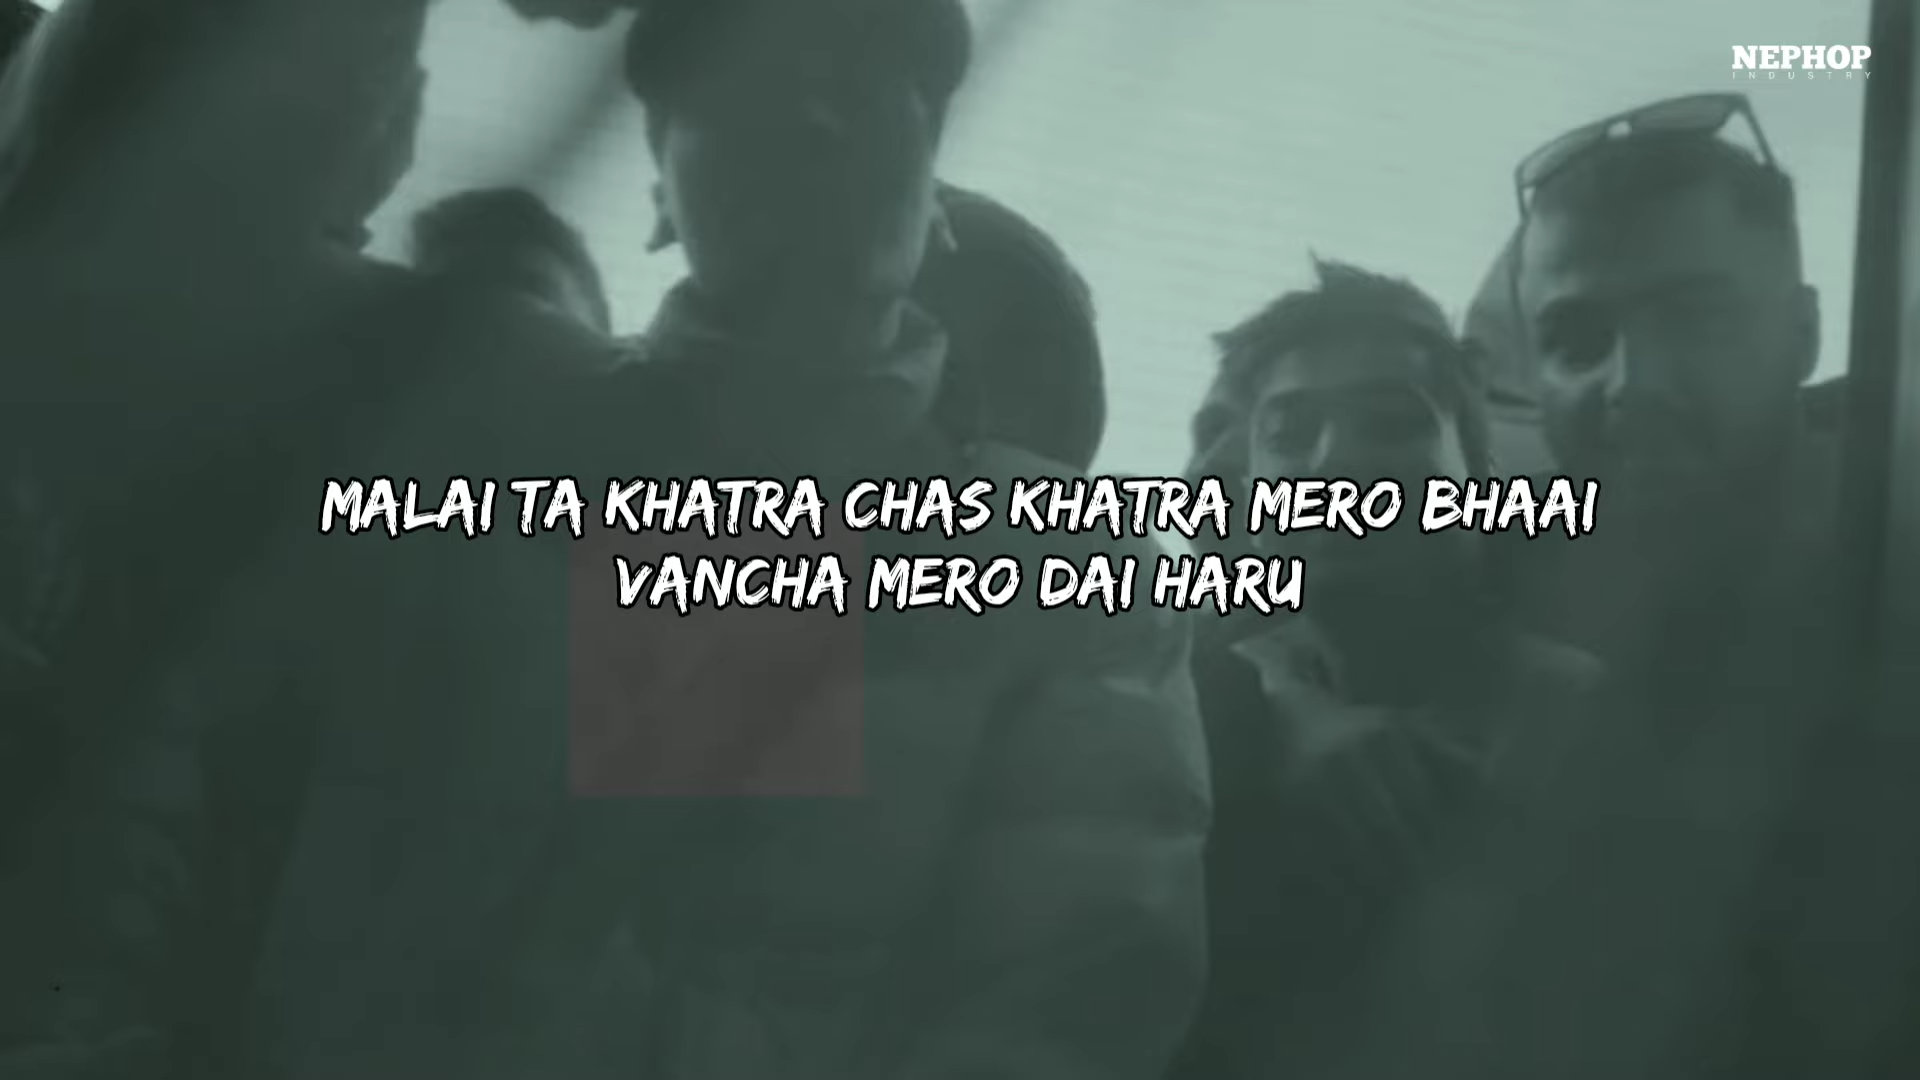 NEPHOP
INDUSTRY
MALAI TA KHATRA CHAS KHATRA MERO BHAAI
VANCHA MERO DAI HARU